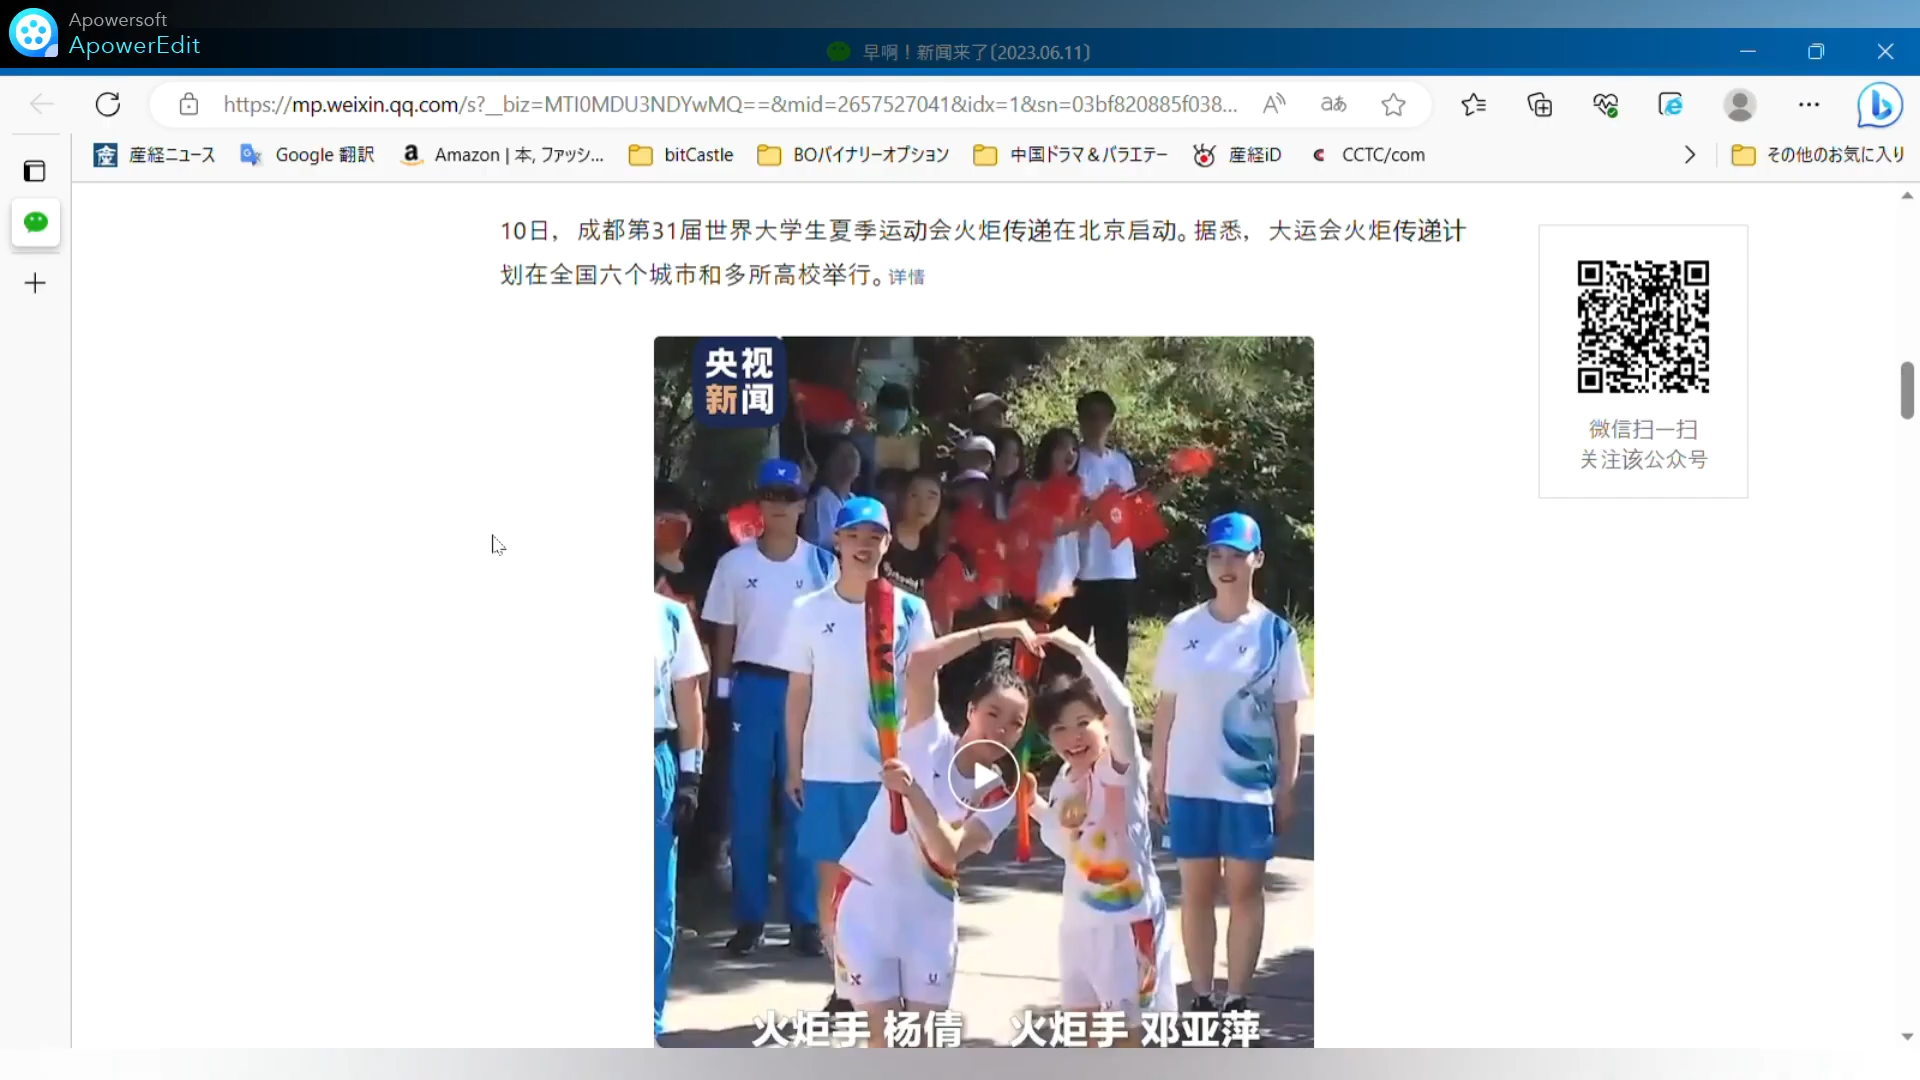 Apowersoft
ApowerEdit
早啊！新闻来了〔2023.06.11〕
https://mp.weixin.qq.com/s?__biz=MTI0MDU3NDYwMQ==&mid=2657527041&idx=1&sn=03bf820885f038...
産経ニュース
Google 翻訳
Amazon | 本, ファッシ...
bitCastle
BOバイナリーオプション
中国ドラマ＆バラエテー
産経iD
CCTC/com
その他のお気に入り
10日，成都第31届世界大学生夏季运动会火炬传递在北京启动。据悉，大运会火炬传递计
划在全国六个城市和多所高校举行。详情
微信扫一扫
关注该公众号
央视
新闻
火炬手 杨倩 火炬手 邓亚萍